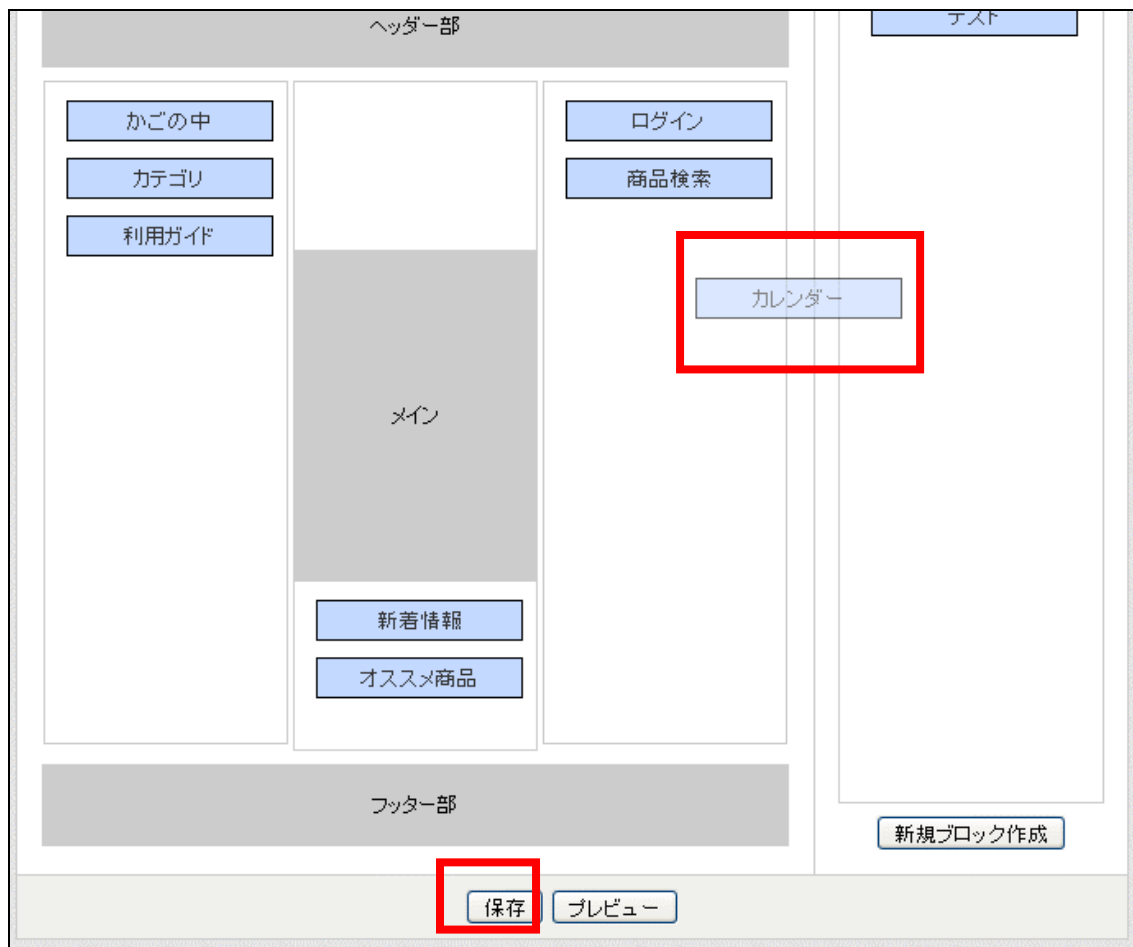 ヘッダー部
テスト
かごの中
カテゴリ
利用ガイド
メイン
新着情報
オススメ商品
ログイン
商品検索
カレンダー
フッター部
新規ブロック作成
保存
プレビュー